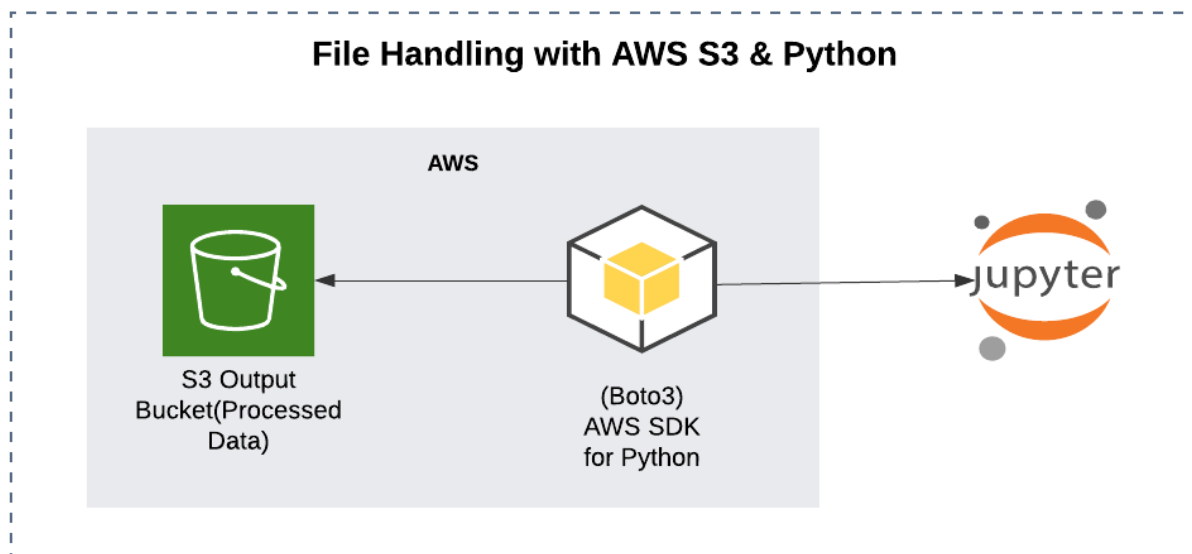 File Handling with AWS S3 & Python
AWS
S3 Output
Bucket(Processed
Data)
(Boto3)
AWS SDK
for Python
jupyter